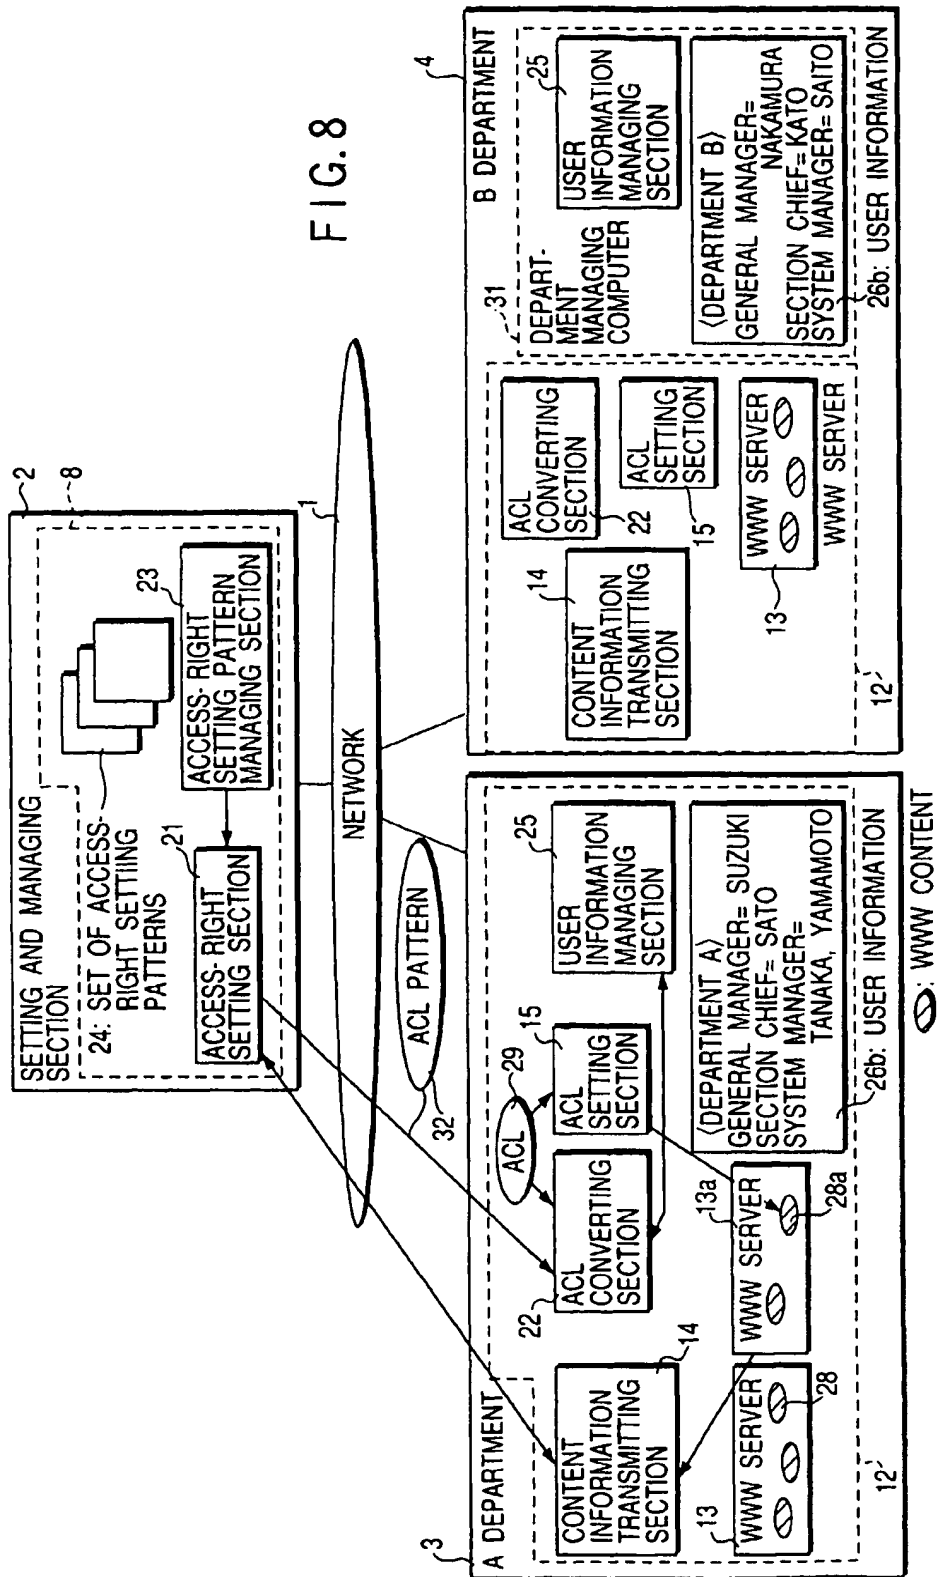 FIG.8
SETTING AND MANAGING
SECTION
2
8
24: SET OF ACCESS-
RIGHT SETTING
PATTERNS
21
ACCESS-RIGHT
SETTING SECTION
23
ACCESS-RIGHT
SETTING PATTERN
MANAGING SECTION
1
NETWORK
ACL PATTERN
32
3
A DEPARTMENT
CONTENT
INFORMATION
TRANSMITTING
SECTION
14
22
ACL
CONVERTING
SECTION
ACL
29
15
ACL
SETTING
SECTION
25
USER
INFORMATION
MANAGING
SECTION
13
WWW SERVER
28
13a
WWW SERVER
28a
〈DEPARTMENT A〉
GENERAL MANAGER= SUZUKI
SECTION CHIEF= SATO
SYSTEM MANAGER=
TANAKA, YAMAMOTO
26b: USER INFORMATION
12'
4
B DEPARTMENT
14
CONTENT
INFORMATION
TRANSMITTING
SECTION
ACL
CONVERTING
SECTION
22
ACL
SETTING
SECTION
15
WWW SERVER
13
WWW SERVER
12'
31
DEPART-
MENT
MANAGING
COMPUTER
25
USER
INFORMATION
MANAGING
SECTION
〈DEPARTMENT B〉
GENERAL MANAGER=
NAKAMURA
SECTION CHIEF= KATO
SYSTEM MANAGER= SAITO
26b: USER INFORMATION
: WWW CONTENT